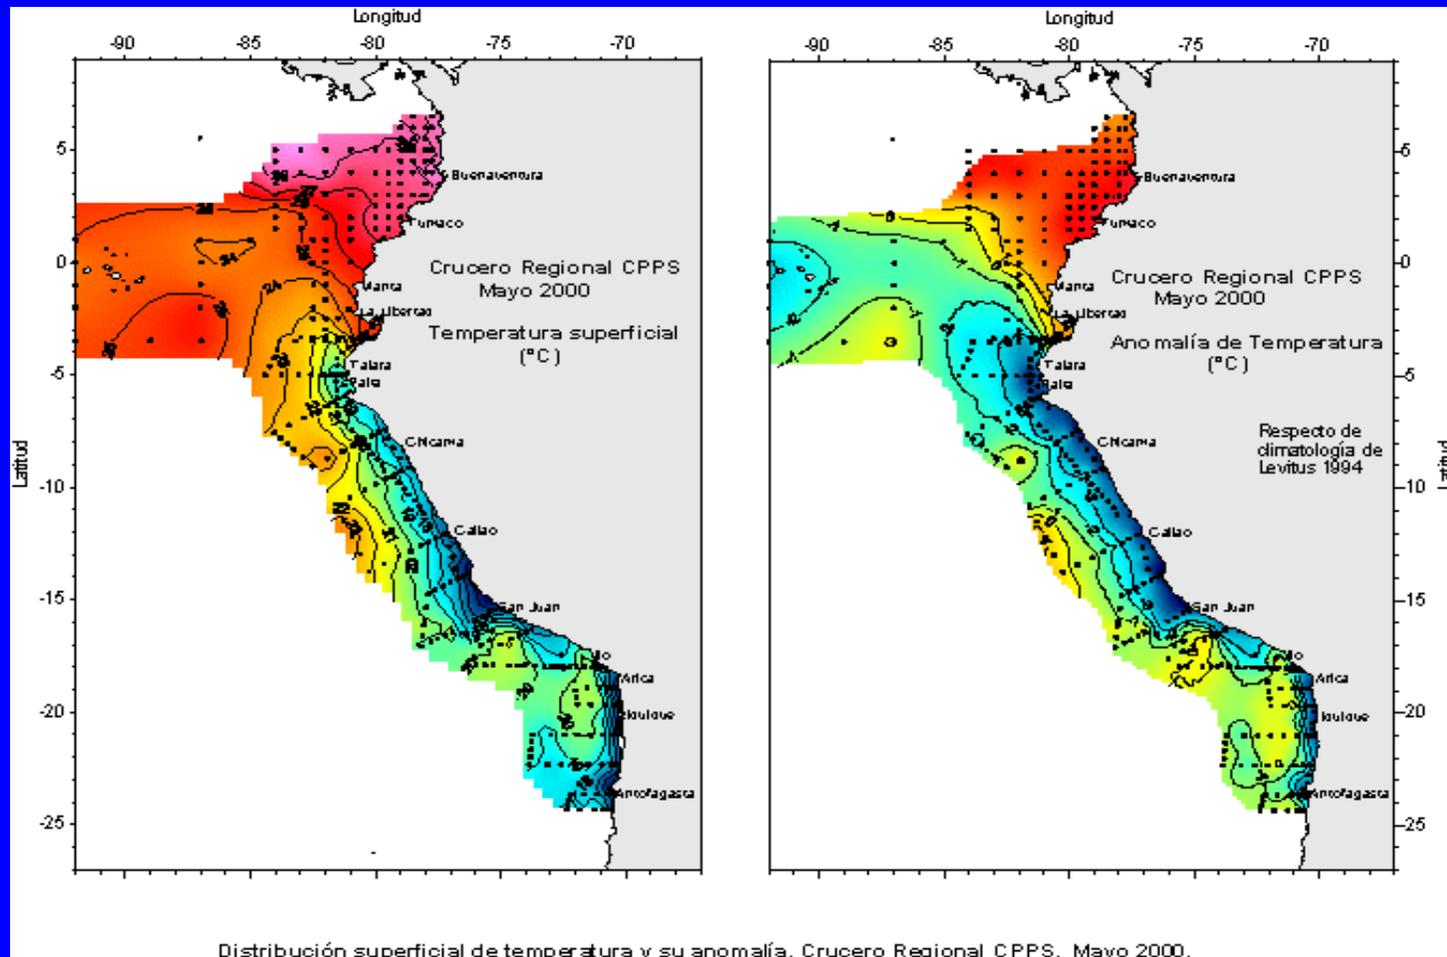 Longitud
-90 -85 -80 -75 -70
5
0
-5
-10
-15
-20
-25
Latitud
Buenaventura
Tumaco
Manta
La Libertad
Talara
Paita
Chicama
Callao
San Juan
Ilo
Arica
Iquique
Antofagasta
Crucero Regional CPPS
Mayo 2000
Temperatura superficial
(°C)
Longitud
-90 -85 -80 -75 -70
5
0
-5
-10
-15
-20
-25
Latitud
Buenaventura
Tumaco
Manta
La Libertad
Talara
Paita
Chicama
Callao
San Juan
Ilo
Arica
Iquique
Antofagasta
Crucero Regional CPPS
Mayo 2000
Anomalía de Temperatura
(°C)
Respecto de
climatología de
Levitus 1994
Distribución superficial de temperatura y su anomalía. Crucero Regional CPPS. Mayo 2000.